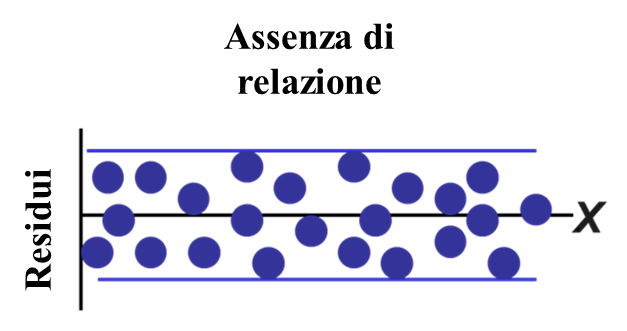 Assenza di
relazione
Residui
X